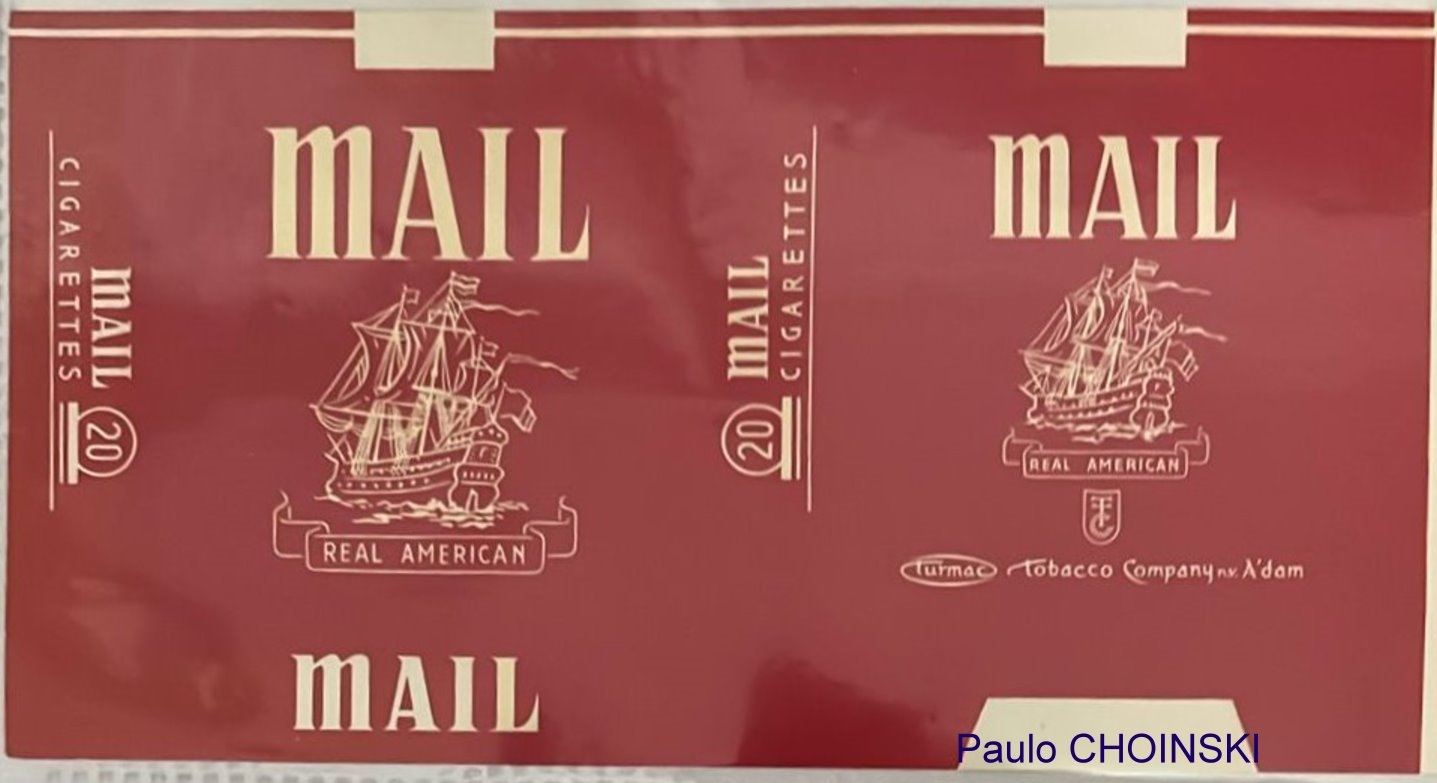 CIGARETTES
MAIL 20
MAIL
REAL AMERICAN
MAIL
MAIL 20
CIGARETTES
MAIL
REAL AMERICAN
TC
Turmac Tobacco Company n.v. A'dam
Paulo CHOINSKI